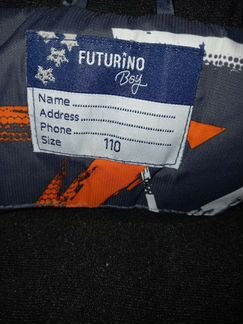 FUTURINO
Boy
Name
Address
Phone
Size 110